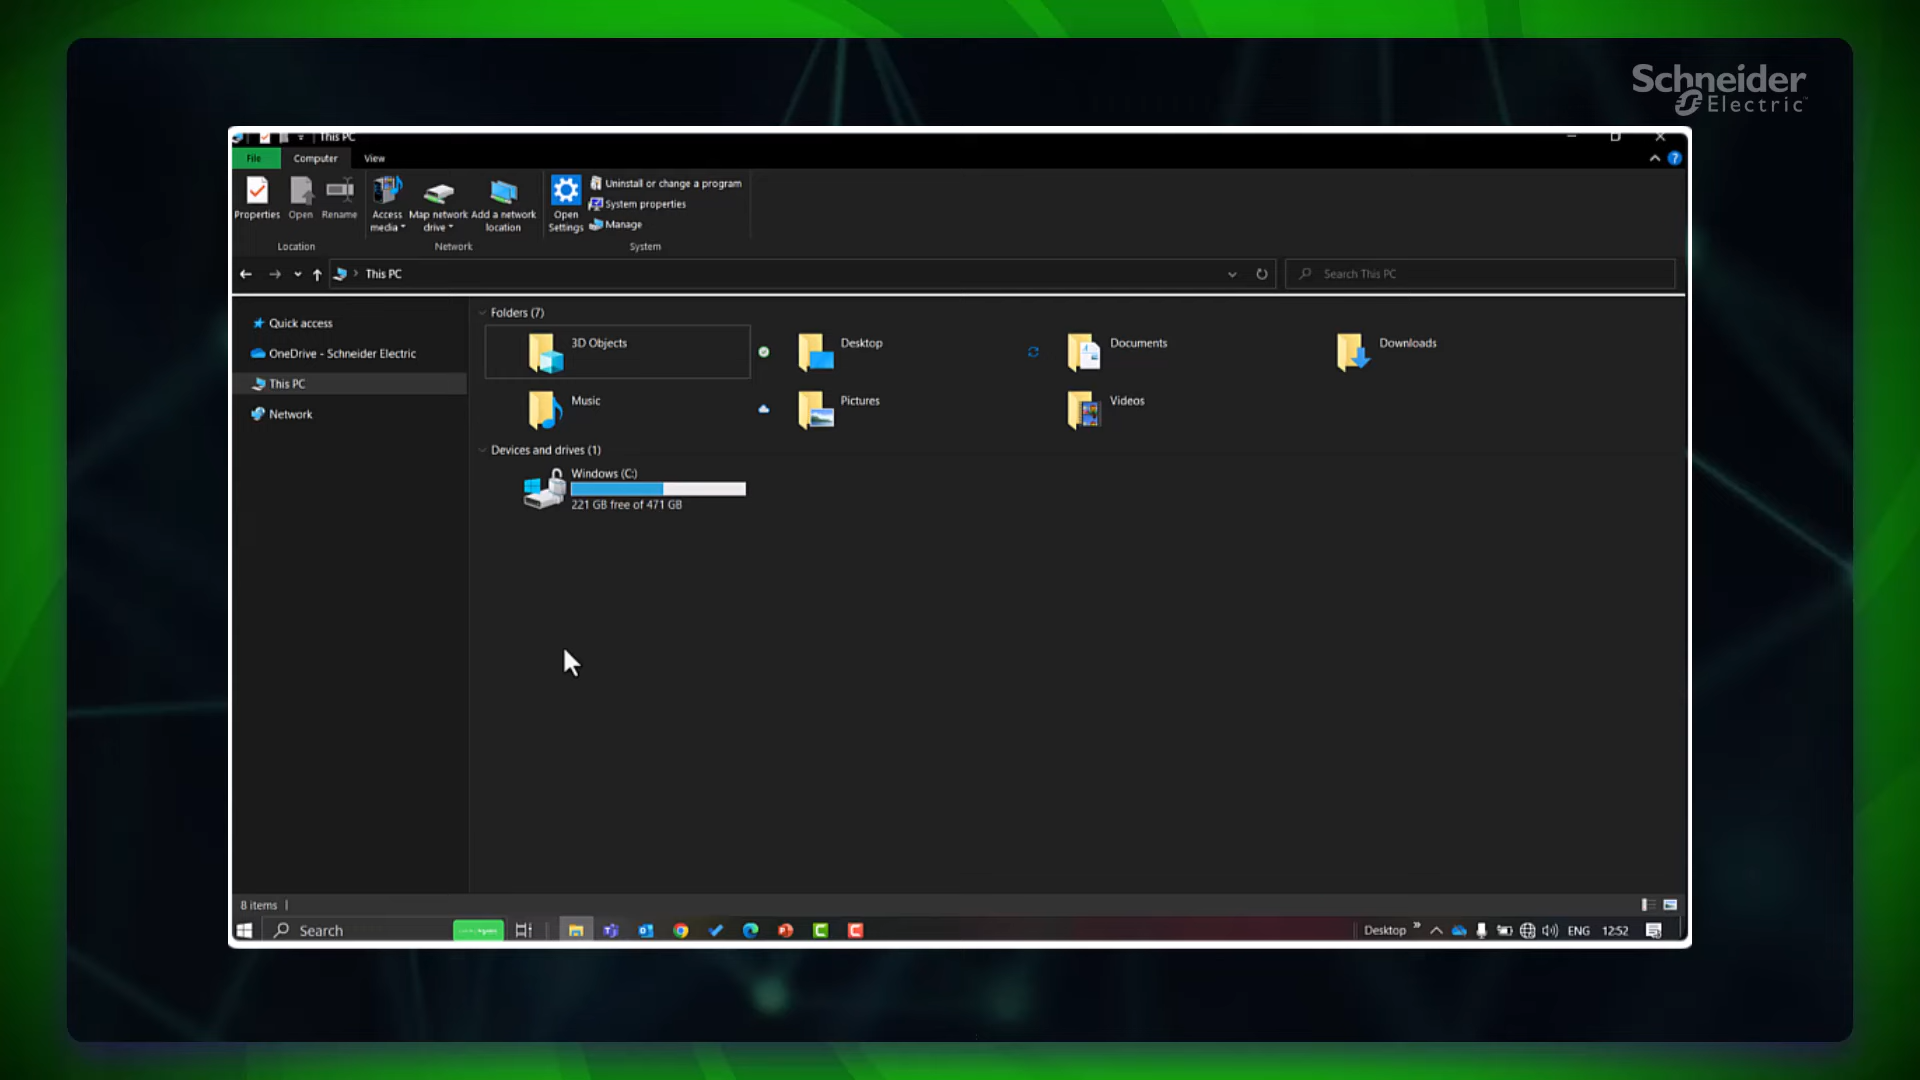 Schneider
Electric
This PC
File
Computer
View
Properties
Open
Rename
Access
media
Map network
drive
Add a network
location
Open
Settings
Uninstall or change a program
System properties
Manage
Location
Network
System
This PC
Search This PC
Quick access
OneDrive - Schneider Electric
This PC
Network
Folders (7)
3D Objects
Desktop
Documents
Downloads
Music
Pictures
Videos
Devices and drives (1)
Windows (C:)
221 GB free of 471 GB
8 items
Search
Desktop
ENG
12:52